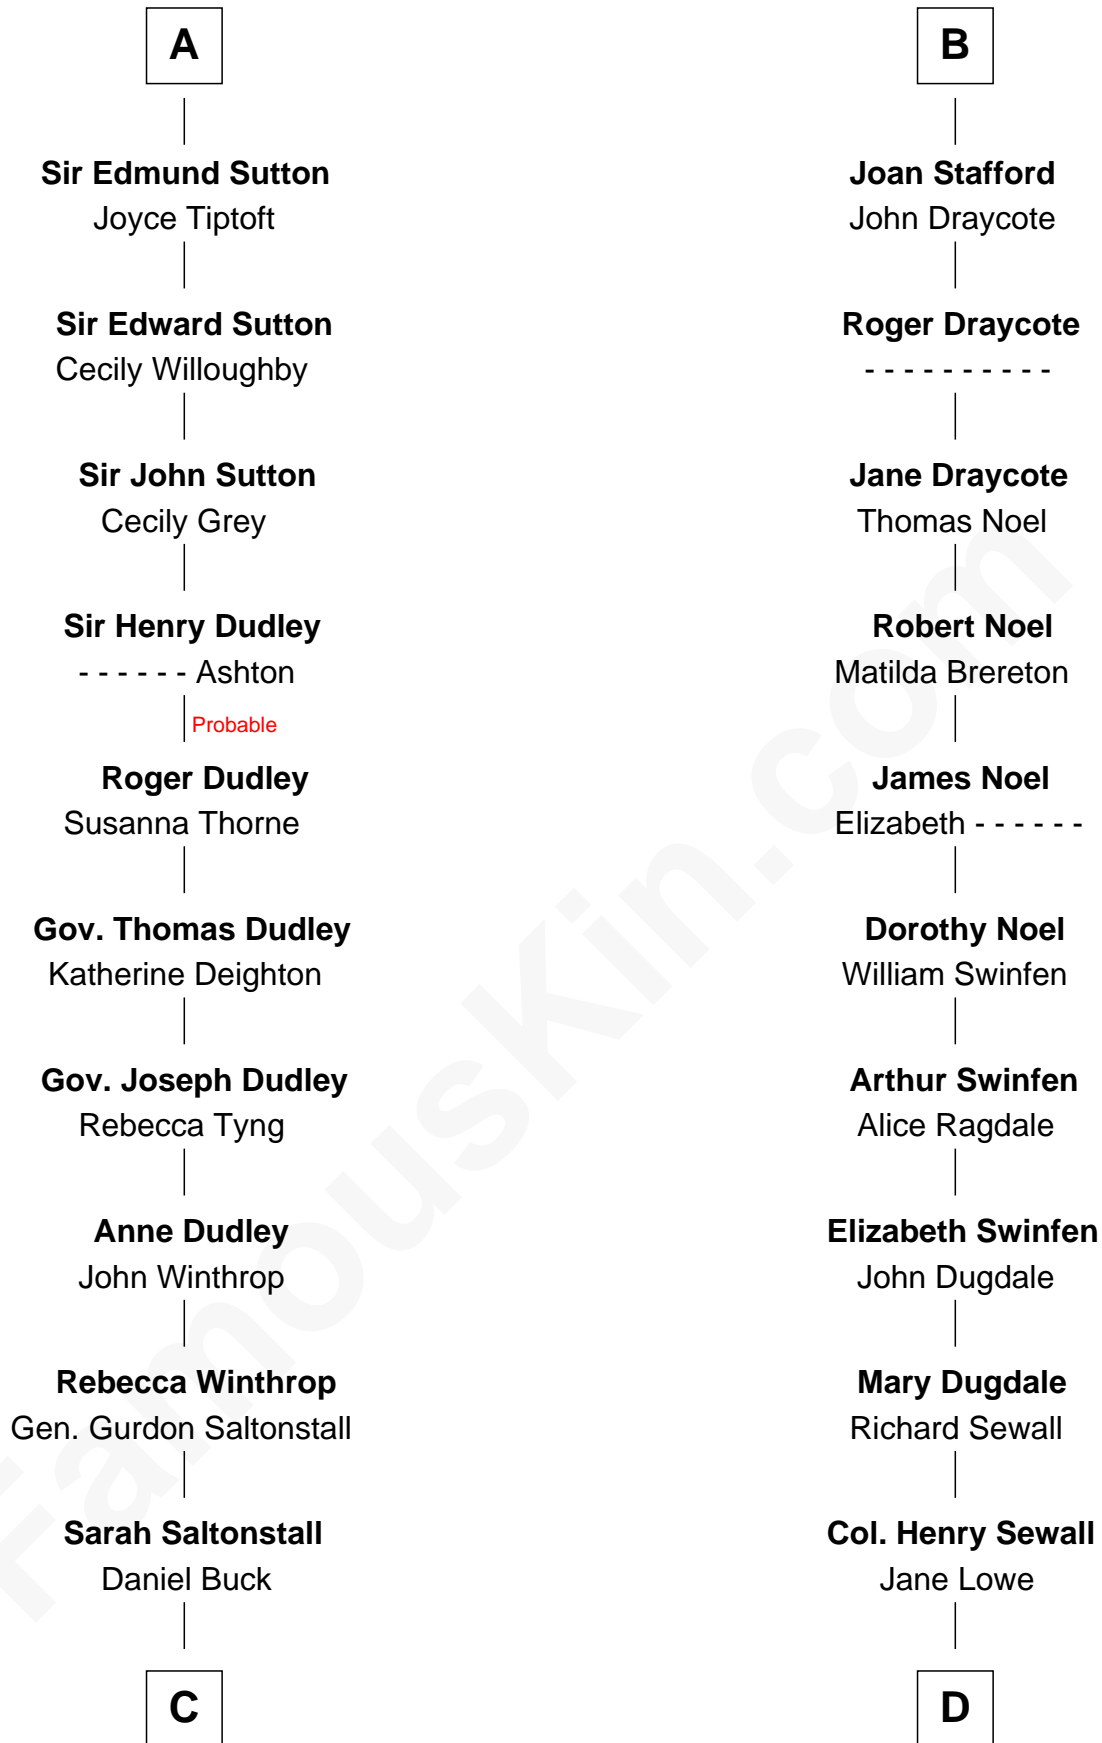 A
Sir Edmund Sutton
Joyce Tiptoft
Sir Edward Sutton
Cecily Willoughby
Sir John Sutton
Cecily Grey
Sir Henry Dudley
- - - - - - Ashton
Probable
Roger Dudley
Susanna Thorne
Gov. Thomas Dudley
Katherine Deighton
Gov. Joseph Dudley
Rebecca Tyng
Anne Dudley
John Winthrop
Rebecca Winthrop
Gen. Gurdon Saltonstall
Sarah Saltonstall
Daniel Buck
C
B
Joan Stafford
John Draycote
Roger Draycote
- - - - - - - - - -
Jane Draycote
Thomas Noel
Robert Noel
Matilda Brereton
James Noel
Elizabeth - - - - - -
Dorothy Noel
William Swinfen
Arthur Swinfen
Alice Ragdale
Elizabeth Swinfen
John Dugdale
Mary Dugdale
Richard Sewall
Col. Henry Sewall
Jane Lowe
D
FamousKin.com